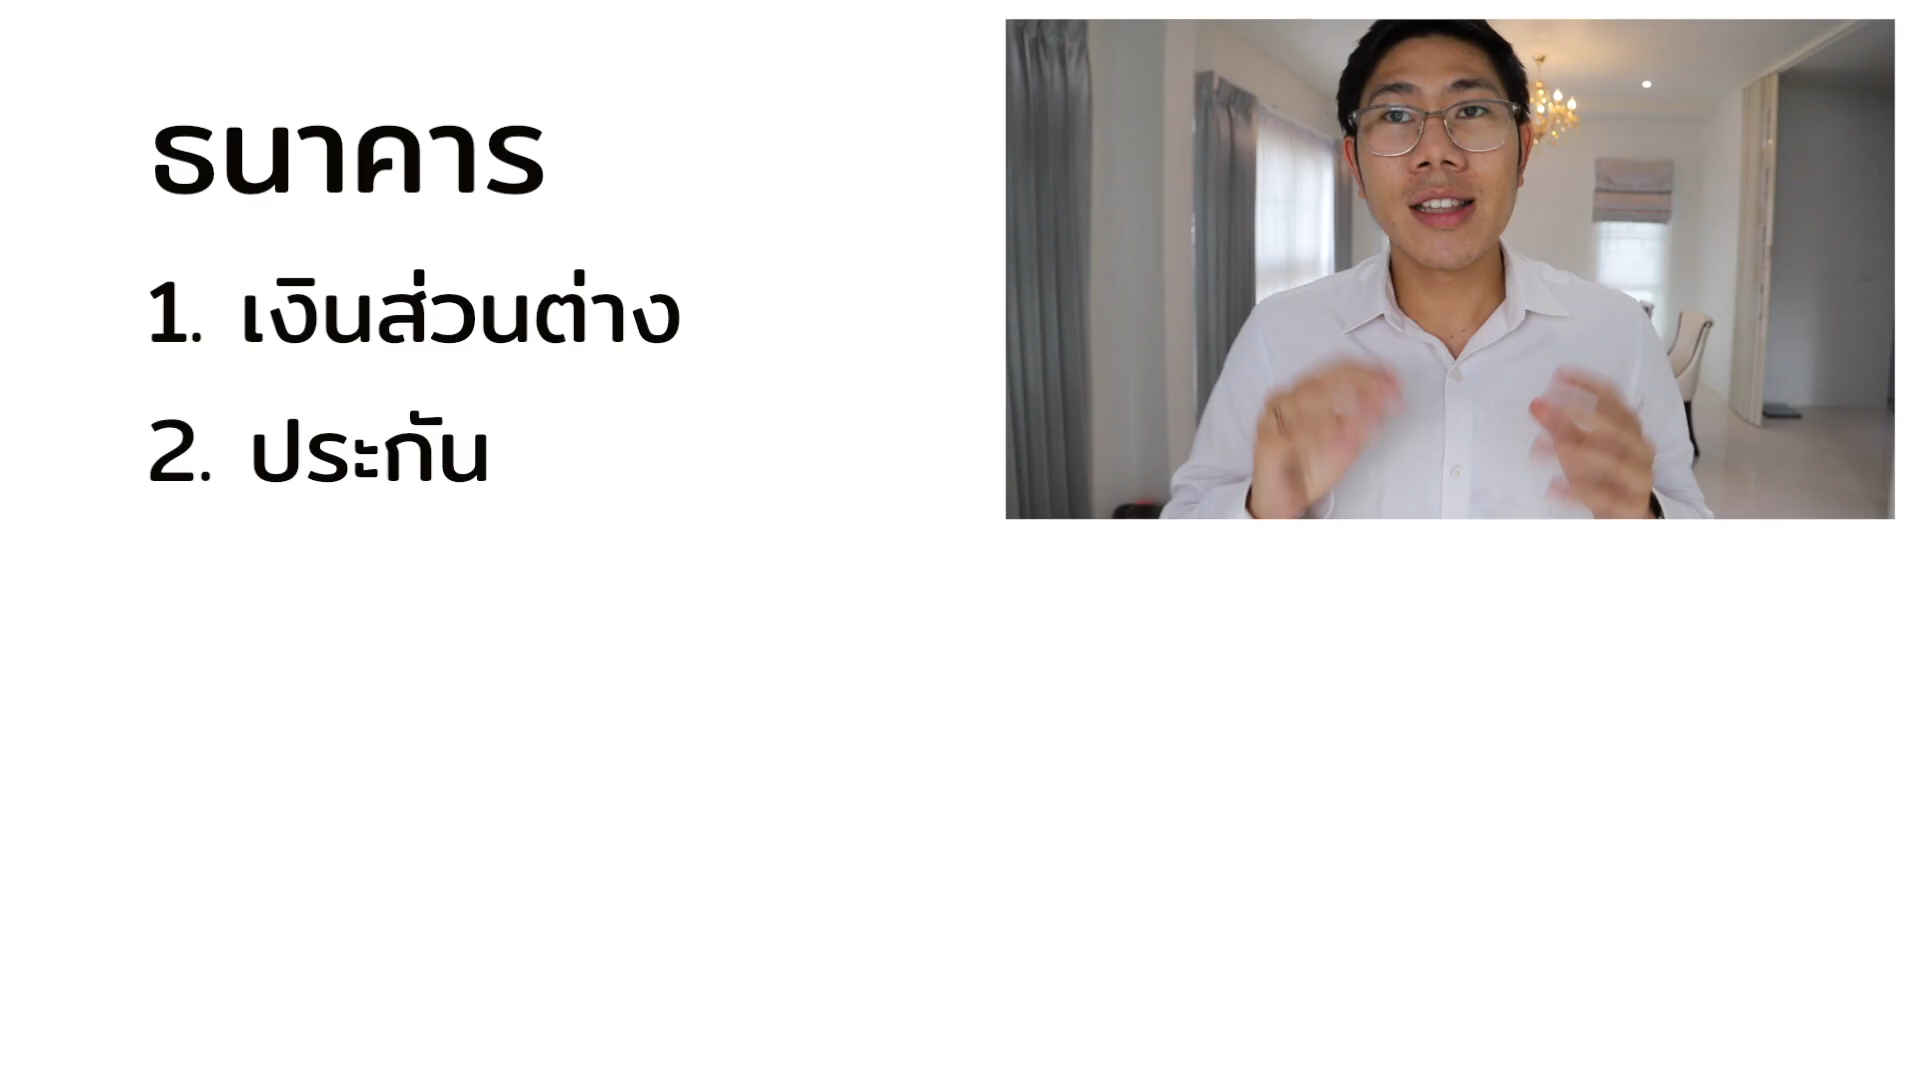 ธนาคาร
1. เงินส่วนต่าง
2. ประกัน